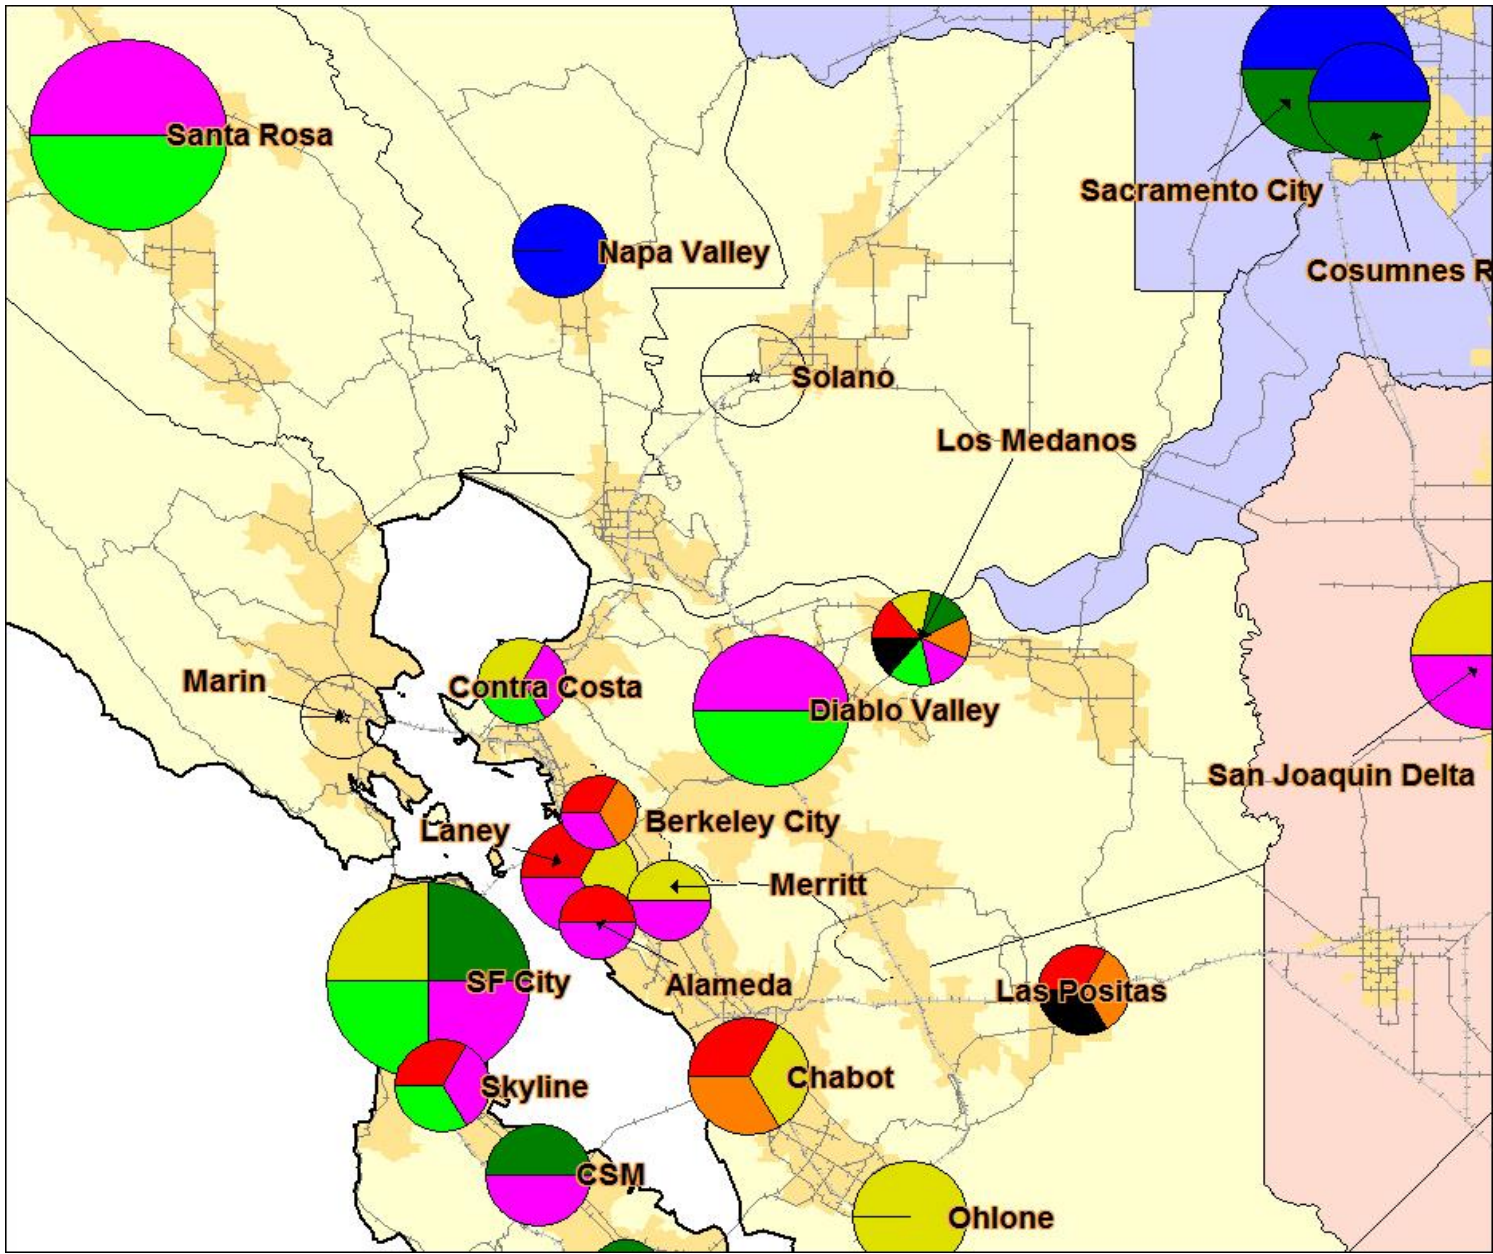 Santa Rosa
Sacramento City
Napa Valley
Cosumnes R
Solano
Los Medanos
Marin
Contra Costa
Diablo Valley
San Joaquin Delta
Laney
Berkeley City
Merritt
SF City
Alameda
Las Positas
Skyline
Chabot
CSM
Ohlone